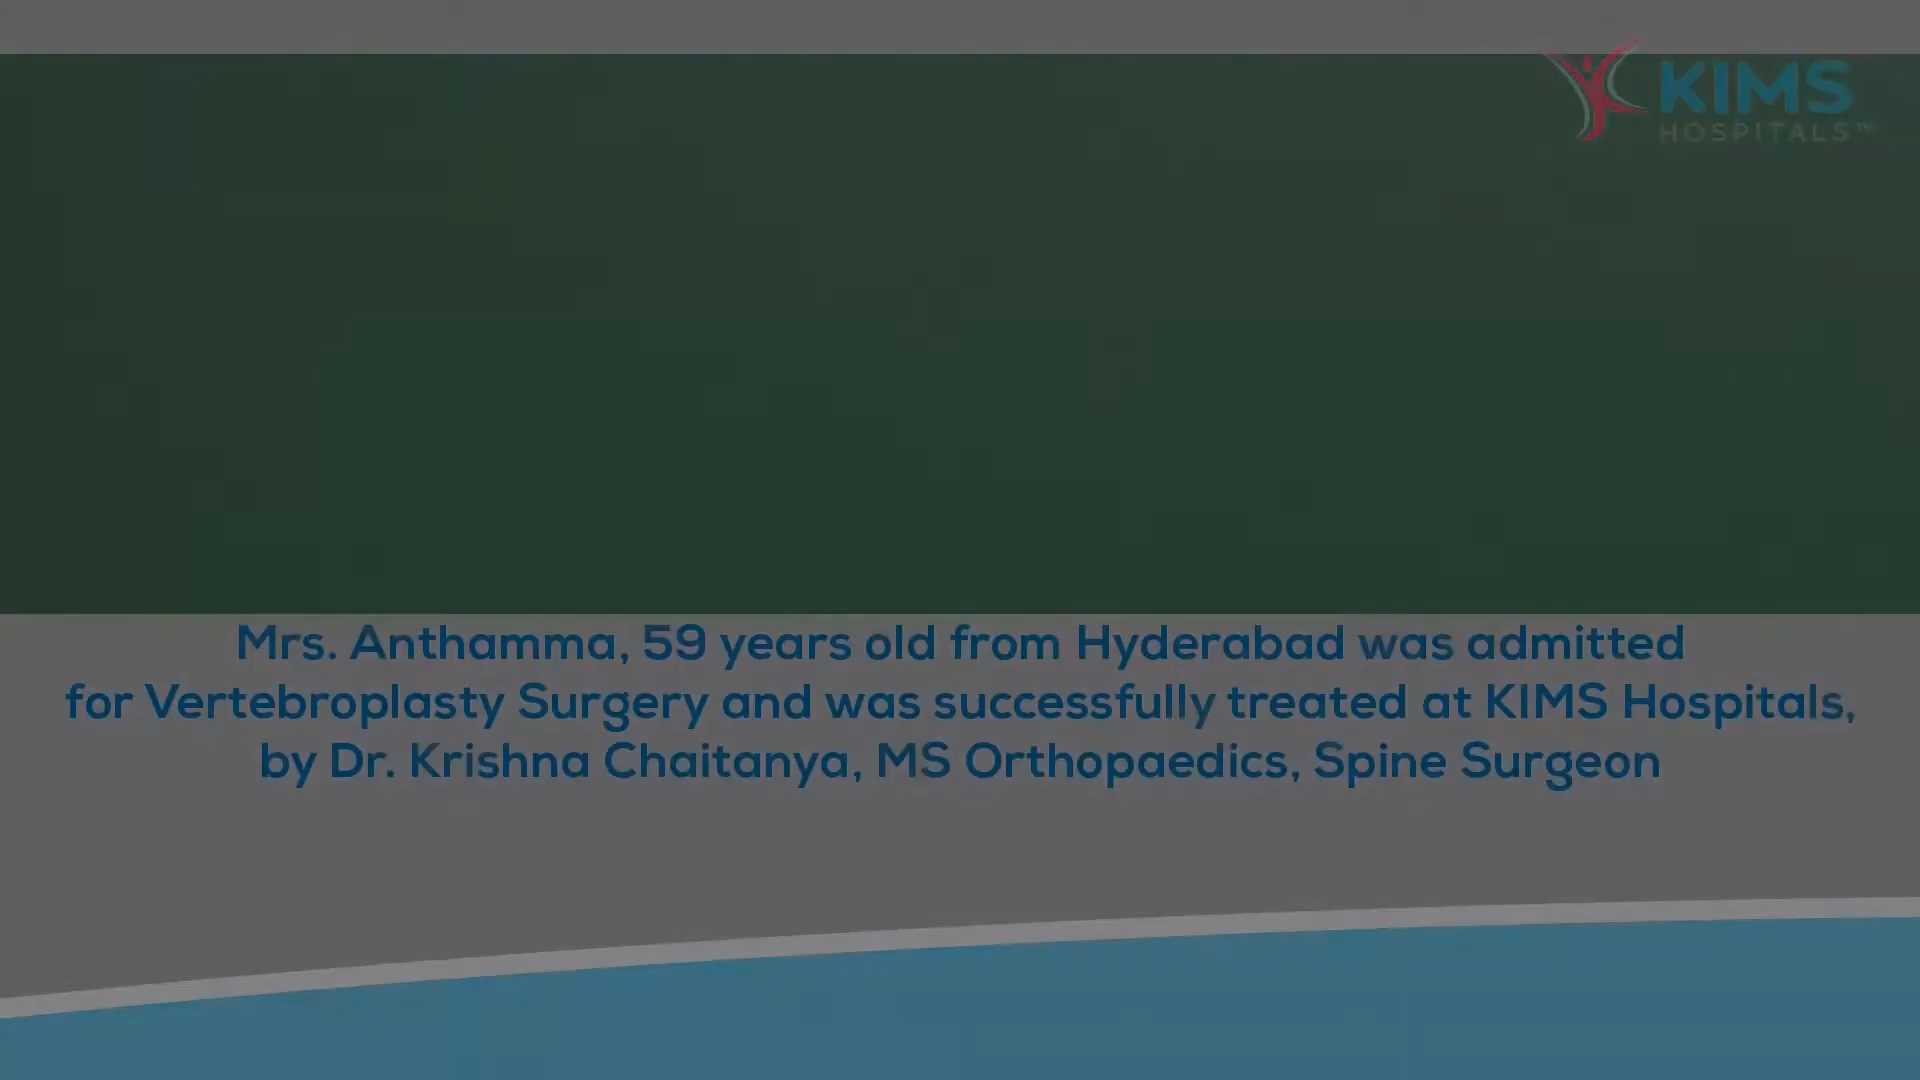 KIMS
HOSPITALS™
Mrs. Anthamma, 59 years old from Hyderabad was admitted
for Vertebroplasty Surgery and was successfully treated at KIMS Hospitals,
by Dr. Krishna Chaitanya, MS Orthopaedics, Spine Surgeon